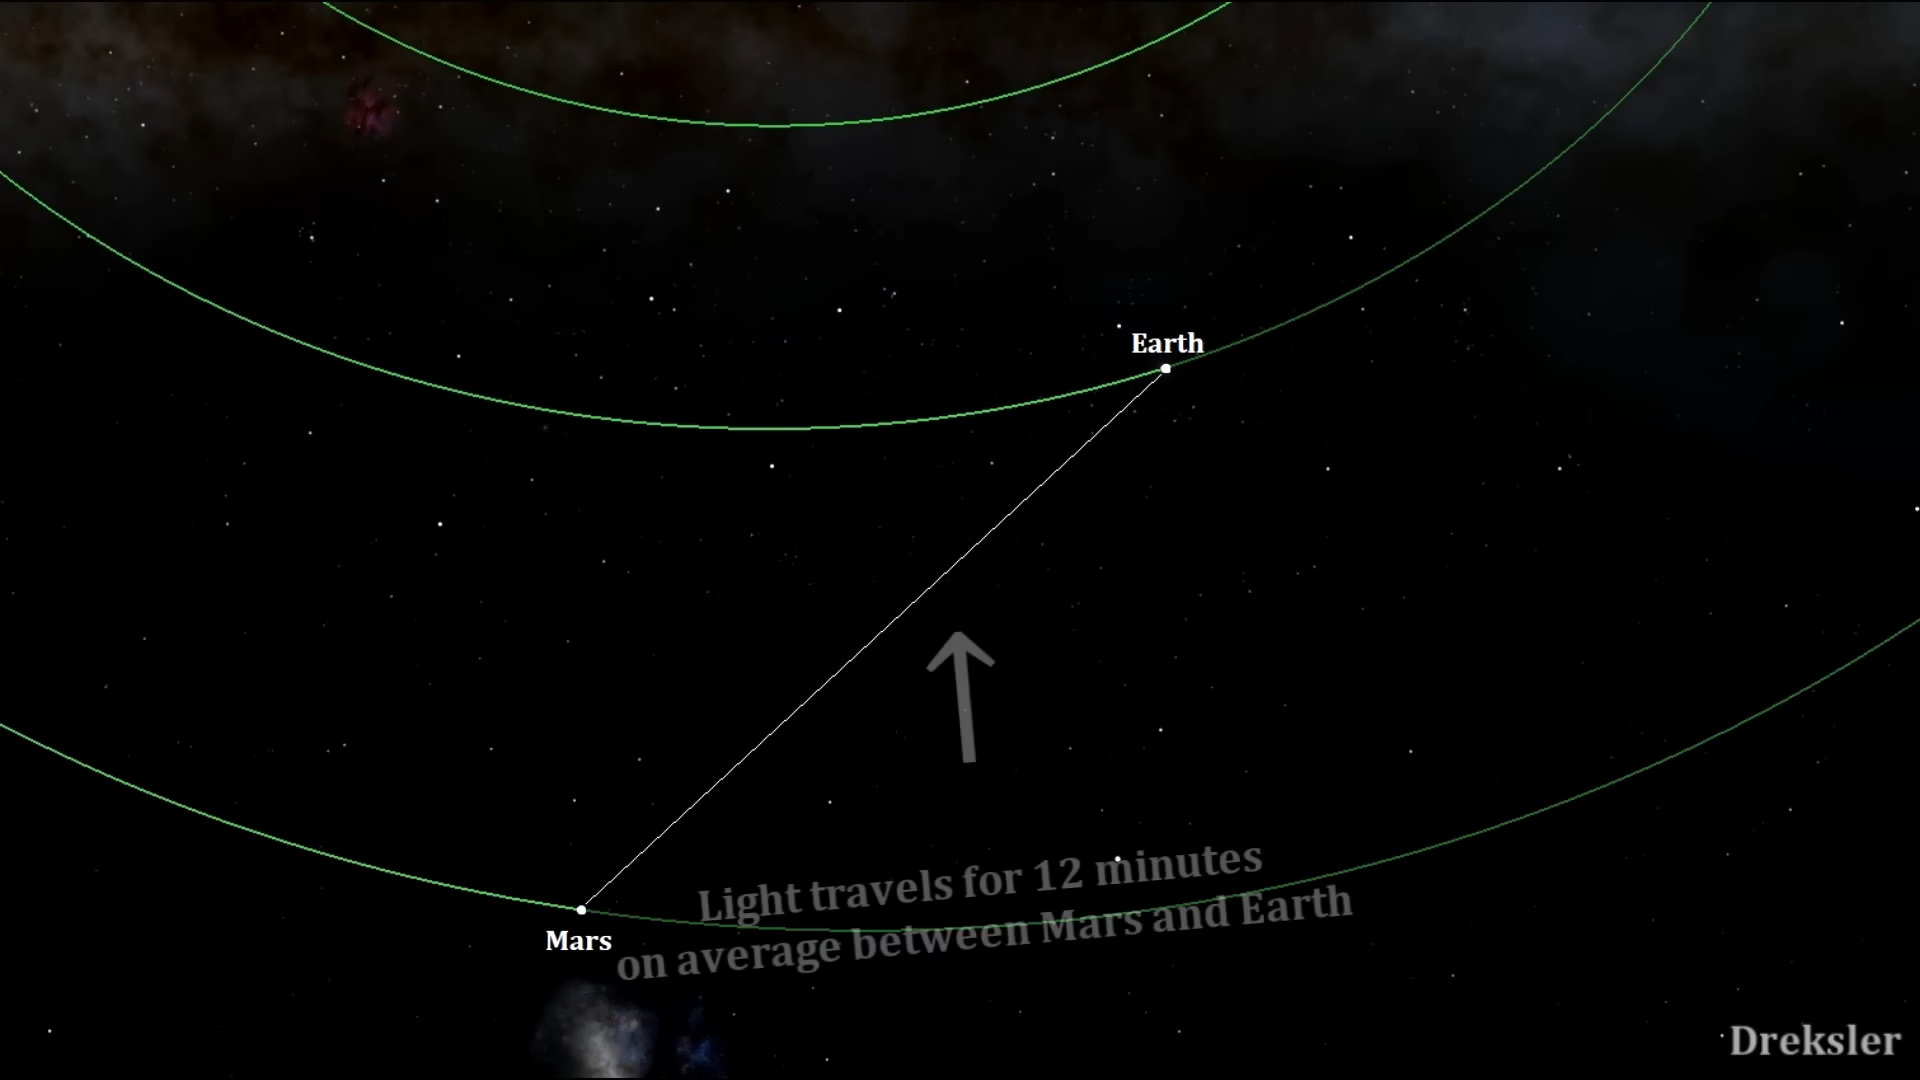 Earth
Light travels for 12 minutes
on average between Mars and Earth
Mars
Dreksler